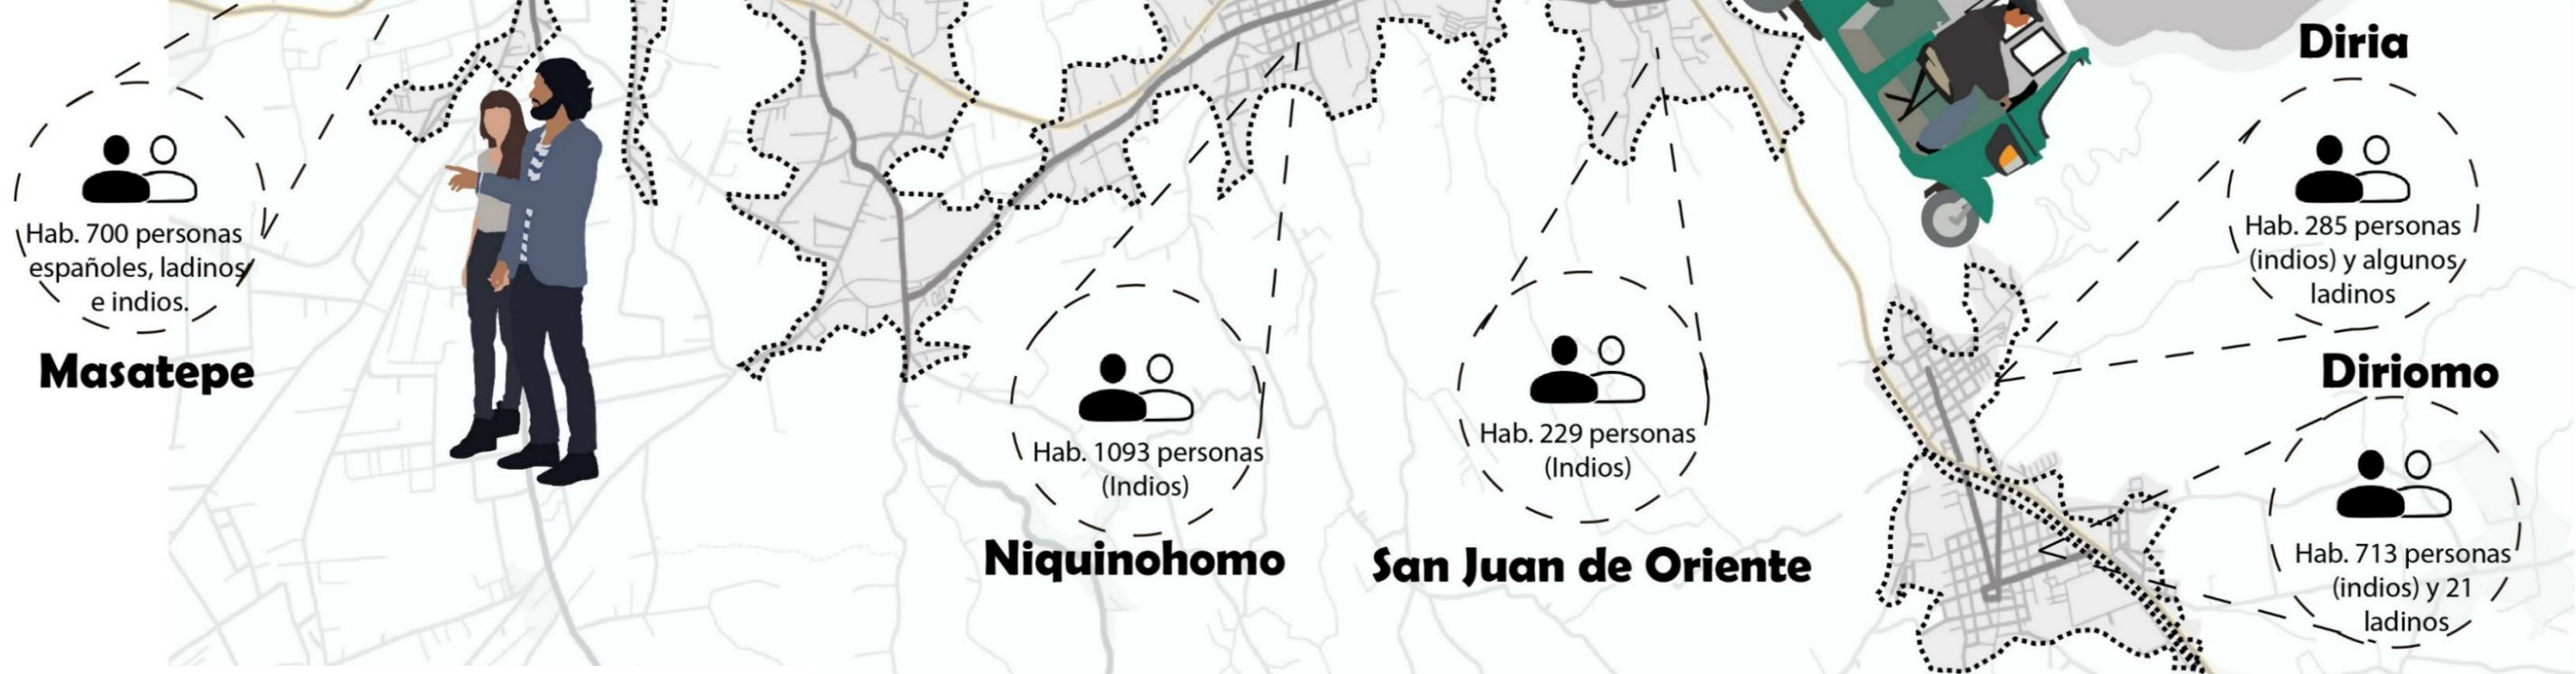 Hab. 700 personas
españoles, ladinos
e indios.
Masatepe
Hab. 1093 personas
(Indios)
Niquinohomo
Hab. 229 personas
(Indios)
San Juan de Oriente
Diria
Hab. 285 personas
(indios) y algunos
ladinos
Diriomo
Hab. 713 personas
(indios) y 21
ladinos